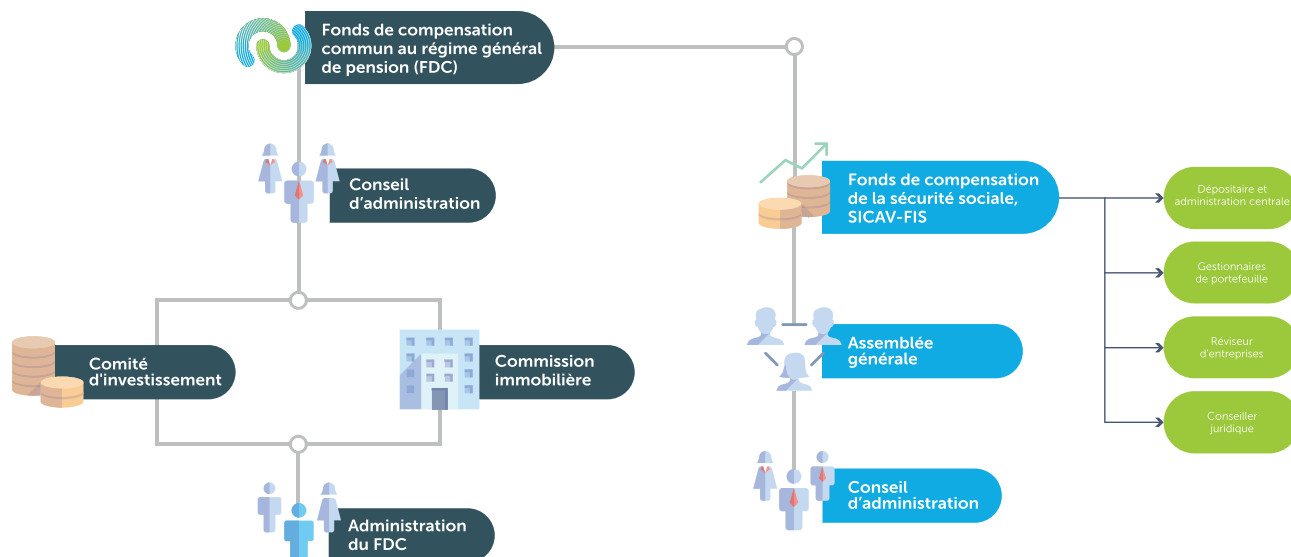 Fonds de compensation
commun au régime général
de pension (FDC)
Conseil
d'administration
Comité
d'investissement
Commission
immobilière
Administration
du FDC
Fonds de compensation
de la sécurité sociale,
SICAV-FIS
Assemblée
générale
Conseil
d'administration
Dépositaire et
administration centrale
Gestionnaires
de portefeuille
Réviseur
d'entreprises
Conseiller
juridique